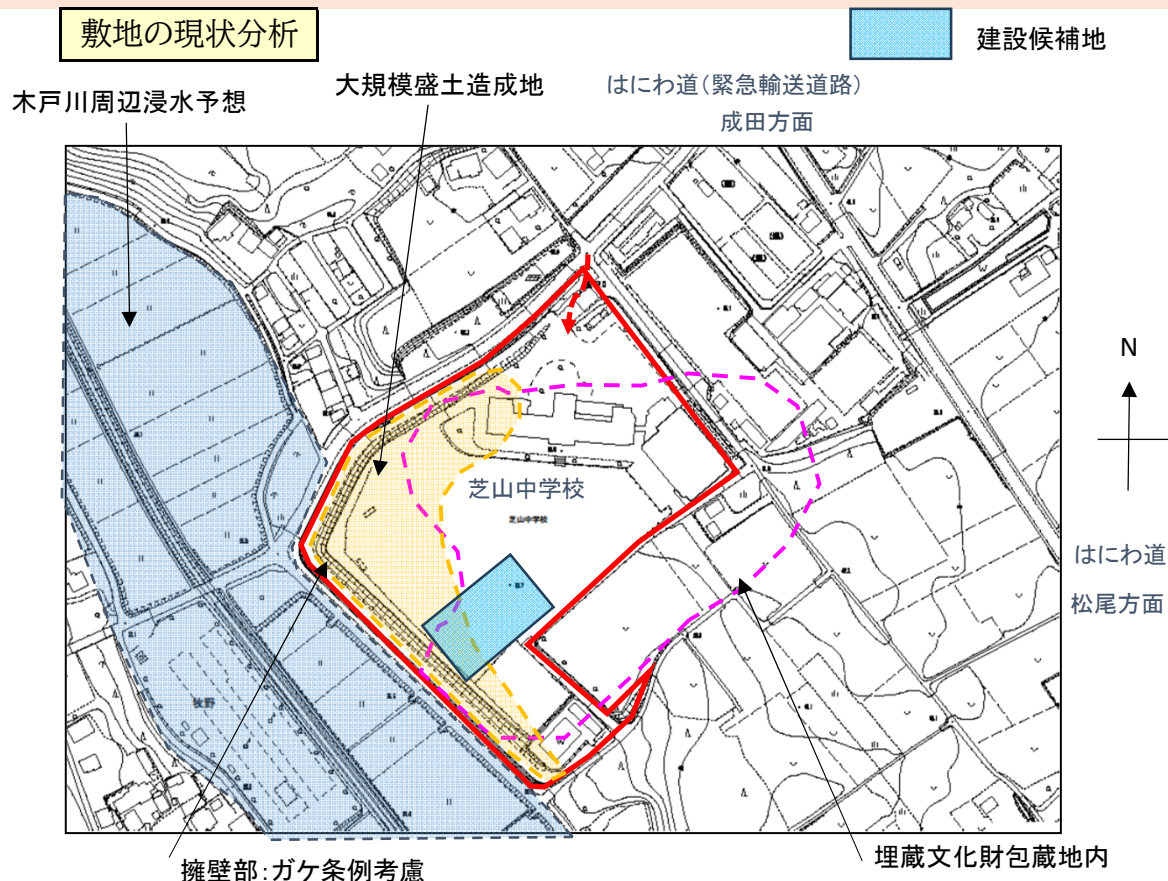 敷地の現状分析
建設候補地
木戸川周辺浸水予想
大規模盛土造成地
はにわ道(緊急輸送道路)
成田方面
N
芝山中学校
芝山中学校
はにわ道
松尾方面
擁壁部:ガケ条例考慮
埋蔵文化財包蔵地内